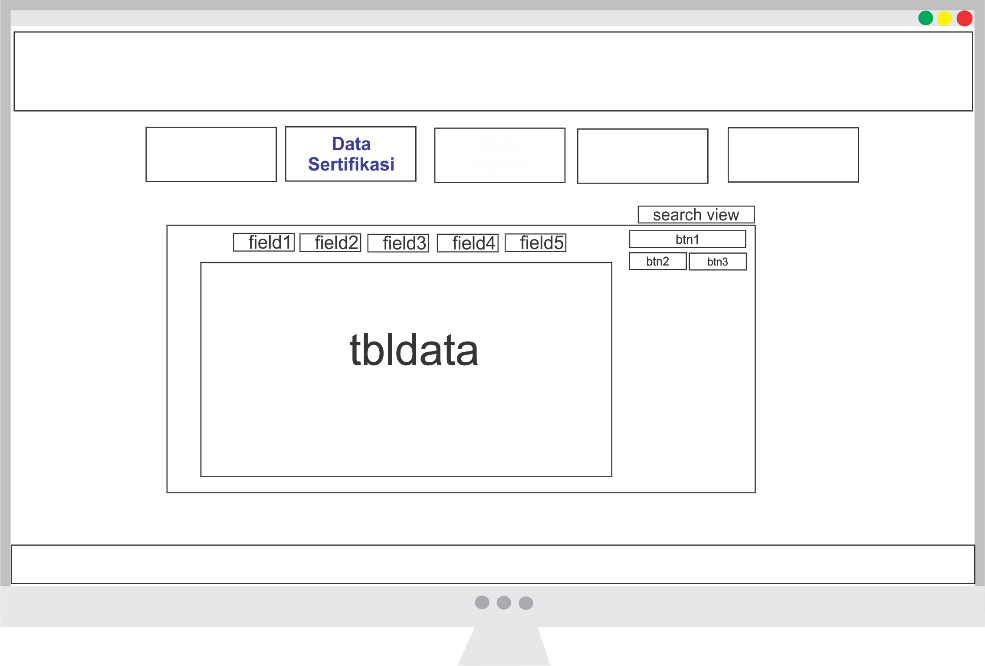 Data
Sertifikasi
search view
field1 field2 field3 field4 field5
btn1
btn2 btn3
tbldata